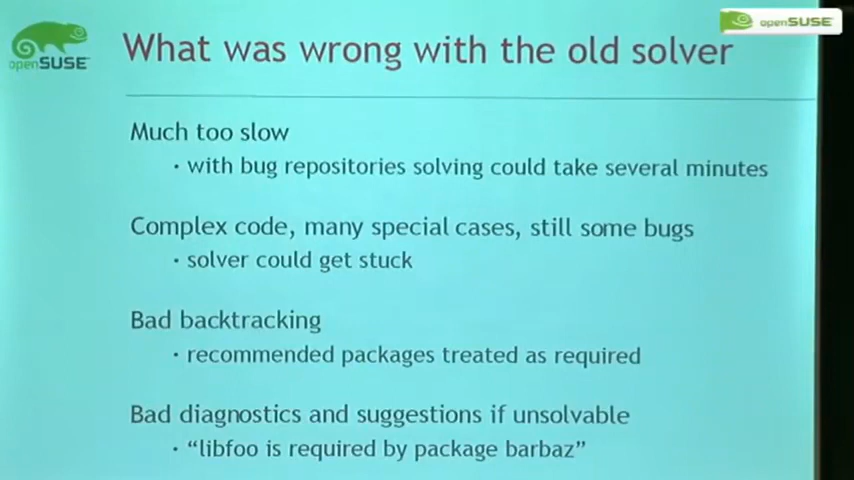 openSUSE
What was wrong with the old solver
openSUSE
Much too slow
• with bug repositories solving could take several minutes
Complex code, many special cases, still some bugs
• solver could get stuck
Bad backtracking
• recommended packages treated as required
Bad diagnostics and suggestions if unsolvable
• “libfoo is required by package barbaz”